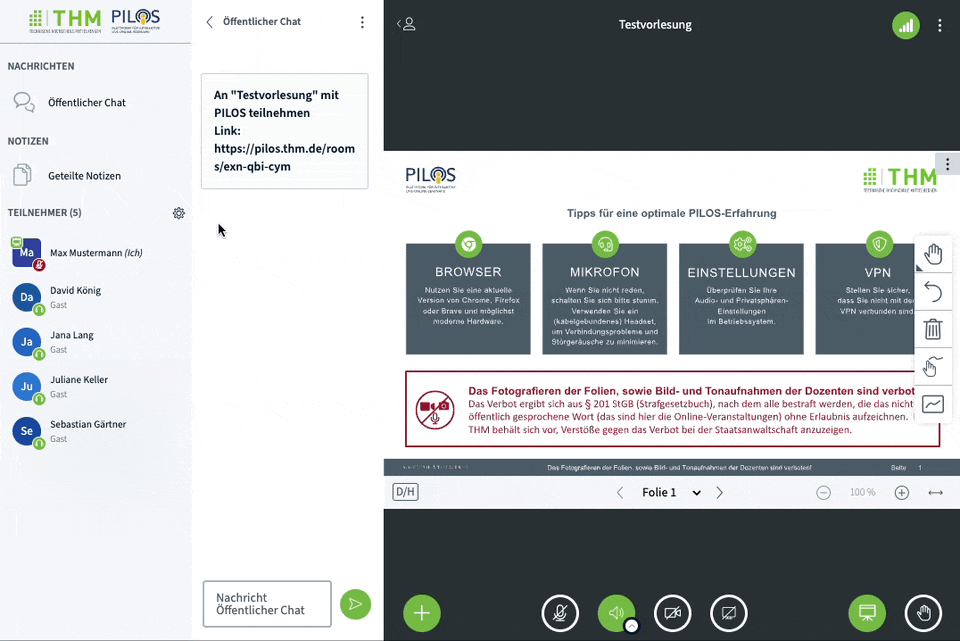 THM
TECHNISCHE HOCHSCHULE MITTELHESSEN
PILOS
PLATTFORM FÜR INTERAKTIVE
UND ONLINE-SEMINARE
NACHRICHTEN
Öffentlicher Chat
NOTIZEN
Geteilte Notizen
TEILNEHMER (5)
Ma
Max Mustermann (Ich)
Da
David König
Gast
Ja
Jana Lang
Gast
Ju
Juliane Keller
Gast
Se
Sebastian Gärtner
Gast
Öffentlicher Chat
An "Testvorlesung" mit
PILOS teilnehmen
Link:
https://pilos.thm.de/room
s/exn-qbi-cym
Nachricht
Öffentlicher Chat
Testvorlesung
PILOS
THM
TECHNISCHE HOCHSCHULE MITTELHESSEN
Tipps für eine optimale PILOS-Erfahrung
BROWSER
Nutzen Sie eine aktuelle
Version von Chrome, Firefox
oder Brave und möglichst
moderne Hardware.
MIKROFON
Wenn Sie nicht reden,
schalten Sie sich bitte stumm.
Verwenden Sie ein
(kabelgebundenes) Headset,
um Verbindungsprobleme und
Störgeräusche zu minimieren.
EINSTELLUNGEN
Überprüfen Sie Ihre
Audio- und Privatsphären-
Einstellungen
im Betriebssystem.
VPN
Stellen Sie sicher,
dass Sie nicht mit de
VPN verbunden sind
Das Fotografieren der Folien, sowie Bild- und Tonaufnahmen der Dozenten sind verbot
Das Verbot ergibt sich aus § 201 StGB (Strafgesetzbuch), nach dem alle bestraft werden, die das nicht
öffentlich gesprochene Wort (das sind hier die Online-Veranstaltungen) ohne Erlaubnis aufzeichnen.
THM behält sich vor, Verstöße gegen das Verbot bei der Staatsanwaltschaft anzuzeigen.
Das Fotografieren der Folien, sowie Bild- und Tonaufnahmen der Dozenten sind verboten!
Seite 1
D/H
Folie 1
100 %